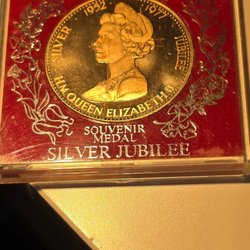 1952 1977
SILVER JUBILEE
H.M. QUEEN ELIZABETH II
SOUVENIR
MEDAL
SILVER JUBILEE